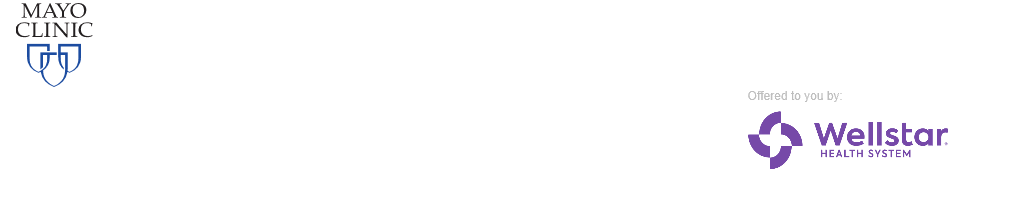 MAYO
CLINIC
Offered to you by:
Wellstar
HEALTH SYSTEM